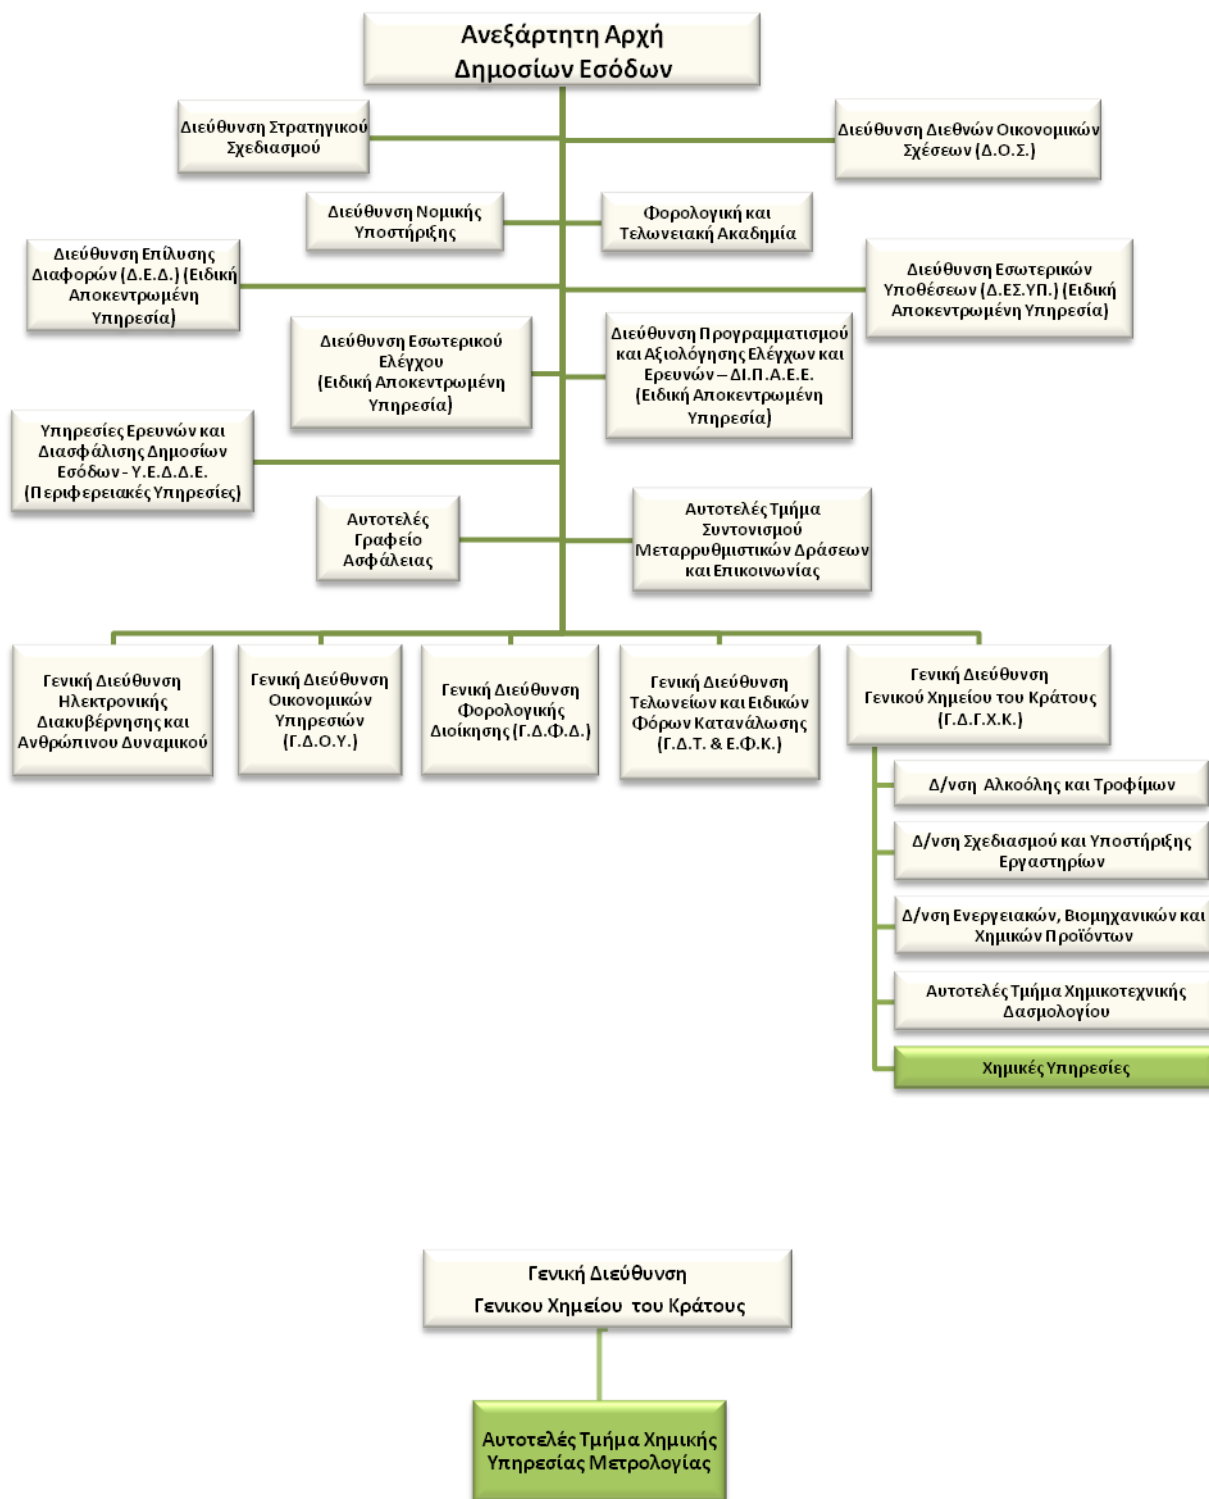 Ανεξάρτητη Αρχή
Δημοσίων Εσόδων
Διεύθυνση Στρατηγικού
Σχεδιασμού
Διεύθυνση Διεθνών Οικονομικών
Σχέσεων (Δ.Ο.Σ.)
Διεύθυνση Νομικής
Υποστήριξης
Φορολογική και
Τελωνειακή Ακαδημία
Διεύθυνση Επίλυσης
Διαφορών (Δ.Ε.Δ.) (Ειδική
Αποκεντρωμένη
Υπηρεσία)
Διεύθυνση Εσωτερικών
Υποθέσεων (Δ.ΕΣ.ΥΠ.) (Ειδική
Αποκεντρωμένη Υπηρεσία)
Διεύθυνση Εσωτερικού
Ελέγχου
(Ειδική Αποκεντρωμένη
Υπηρεσία)
Διεύθυνση Προγραμματισμού
και Αξιολόγησης Ελέγχων και
Ερευνών – ΔΙ.Π.Α.Ε.Ε.
(Ειδική Αποκεντρωμένη
Υπηρεσία)
Υπηρεσίες Ερευνών και
Διασφάλισης Δημοσίων
Εσόδων - Υ.Ε.Δ.Δ.Ε.
(Περιφερειακές Υπηρεσίες)
Αυτοτελές
Γραφείο
Ασφάλειας
Αυτοτελές Τμήμα
Συντονισμού
Μεταρρυθμιστικών Δράσεων
και Επικοινωνίας
Γενική Διεύθυνση
Ηλεκτρονικής
Διακυβέρνησης και
Ανθρώπινου Δυναμικού
Γενική Διεύθυνση
Οικονομικών
Υπηρεσιών
(Γ.Δ.Ο.Υ.)
Γενική Διεύθυνση
Φορολογικής
Διοίκησης (Γ.Δ.Φ.Δ.)
Γενική Διεύθυνση
Τελωνείων και Ειδικών
Φόρων Κατανάλωσης
(Γ.Δ.Τ. & Ε.Φ.Κ.)
Γενική Διεύθυνση
Γενικού Χημείου του Κράτους
(Γ.Δ.Γ.Χ.Κ.)
Δ/νση Αλκοόλης και Τροφίμων
Δ/νση Σχεδιασμού και Υποστήριξης
Εργαστηρίων
Δ/νση Ενεργειακών, Βιομηχανικών και
Χημικών Προϊόντων
Αυτοτελές Τμήμα Χημικοτεχνικής
Δασμολογίου
Χημικές Υπηρεσίες
Γενική Διεύθυνση
Γενικου Χημείου του Κράτους
Αυτοτελές Τμήμα Χημικής
Υπηρεσίας Μετρολογίας